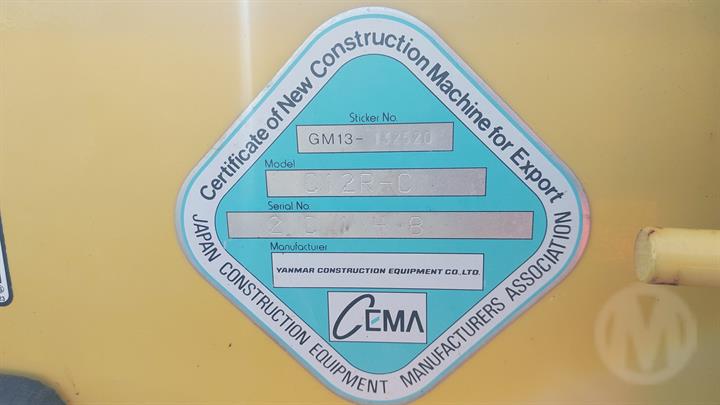 Certificate of New Construction Machine for Export
Sticker No.
GM13-
Model
C12R-C
Serial No.
Manufacturer
YANMAR CONSTRUCTION EQUIPMENT CO.,LTD.
CEMA
JAPAN CONSTRUCTION EQUIPMENT MANUFACTURERS ASSOCIATION
M